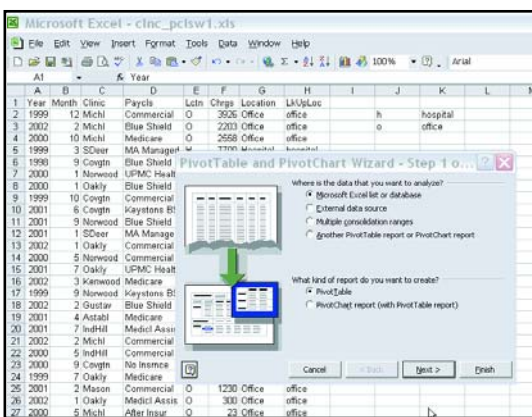 Microsoft Excel - clnc_pclsw1.xls
File Edit View Insert Format Tools Data Window Help
100% Arial
A1 fx Year
A B C D E F G H I J K L
1 Year Month Clinic Paycls Lctn Chrgs Location LkUpLoc
2 1999 12 Michl Commercial O 3926 Office office h hospital
3 2002 2 Michl Blue Shield O 2203 Office office o office
4 2000 10 Michl Medicare O 2558 Office office
5 1999 3 SDeer MA Managed H 7700 Hospital hospital
6 1998 9 Covgtn Blue Shield
7 2000 1 Norwood UPMC Healt
8 2000 1 Oakly Blue Shield
9 1999 10 Covgtn Commercial
10 2001 6 Covgtn Keystons BS
11 2001 9 Norwood Blue Shield
12 2001 1 SDeer MA Manage
13 2002 1 Oakly Commercial
14 2000 5 Norwood Commercial
15 2001 7 Oakly UPMC Healt
16 2002 3 Kenwood Medicare
17 1999 9 Norwood Keystons BS
18 2002 2 Gustav Blue Shield
19 2001 4 Astabl Medicare
20 2001 7 IndHill Medicl Assis
21 2002 2 Michl Commercial
22 2000 5 IndHill Commercial
23 2000 9 Covgtn No Insrnce
24 1999 7 Oakly Medicare
25 2001 2 Mason Commercial O 1230 Office office
26 2002 1 Oakly Medicl Assis O 300 Office office
27 2000 5 Michl After Insur O 23 Office office
PivotTable and PivotChart Wizard - Step 1 o...
Where is the data that you want to analyze?
Microsoft Excel list or database
External data source
Multiple consolidation ranges
Another PivotTable report or PivotChart report
What kind of report do you want to create?
PivotTable
PivotChart report (with PivotTable report)
Cancel < Back Next > Finish